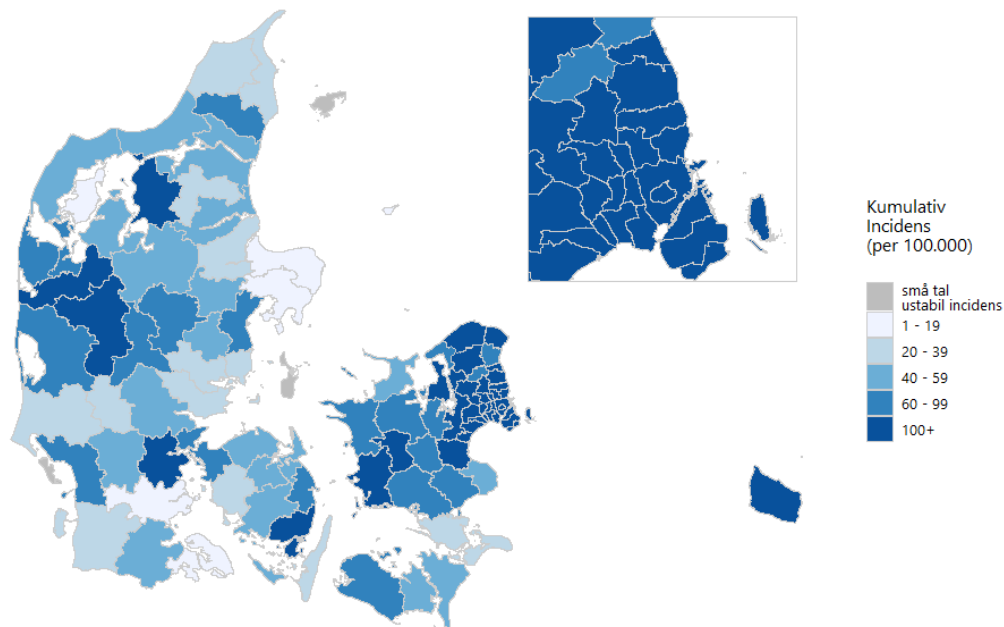 Kumulativ
Incidens
(per 100.000)
små tal
ustabil incidens
1 - 19
20 - 39
40 - 59
60 - 99
100+